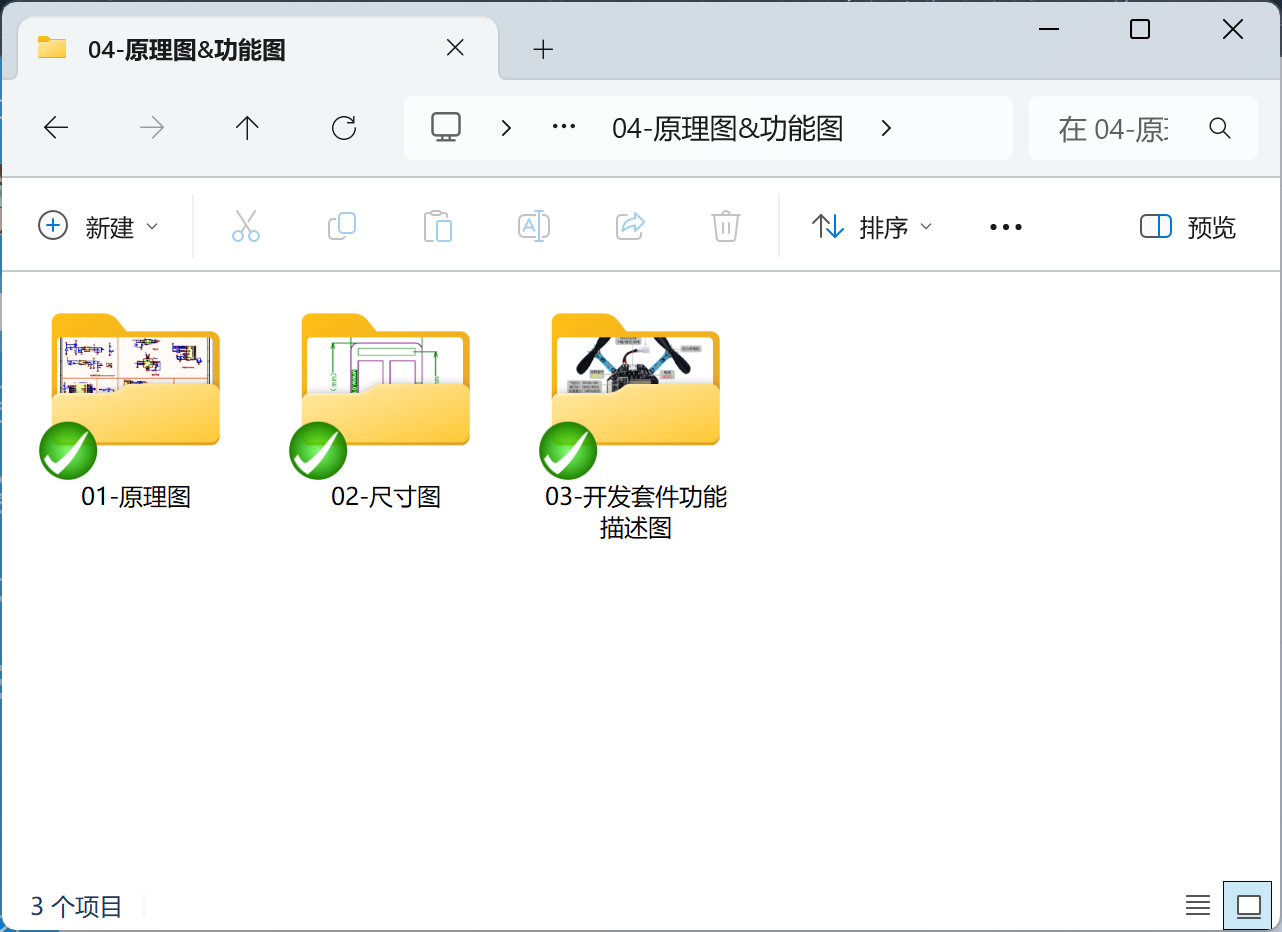 04-原理图&功能图
04-原理图&功能图
在 04-原
新建
排序
预览
01-原理图
02-尺寸图
03-开发套件功能
描述图
3 个项目